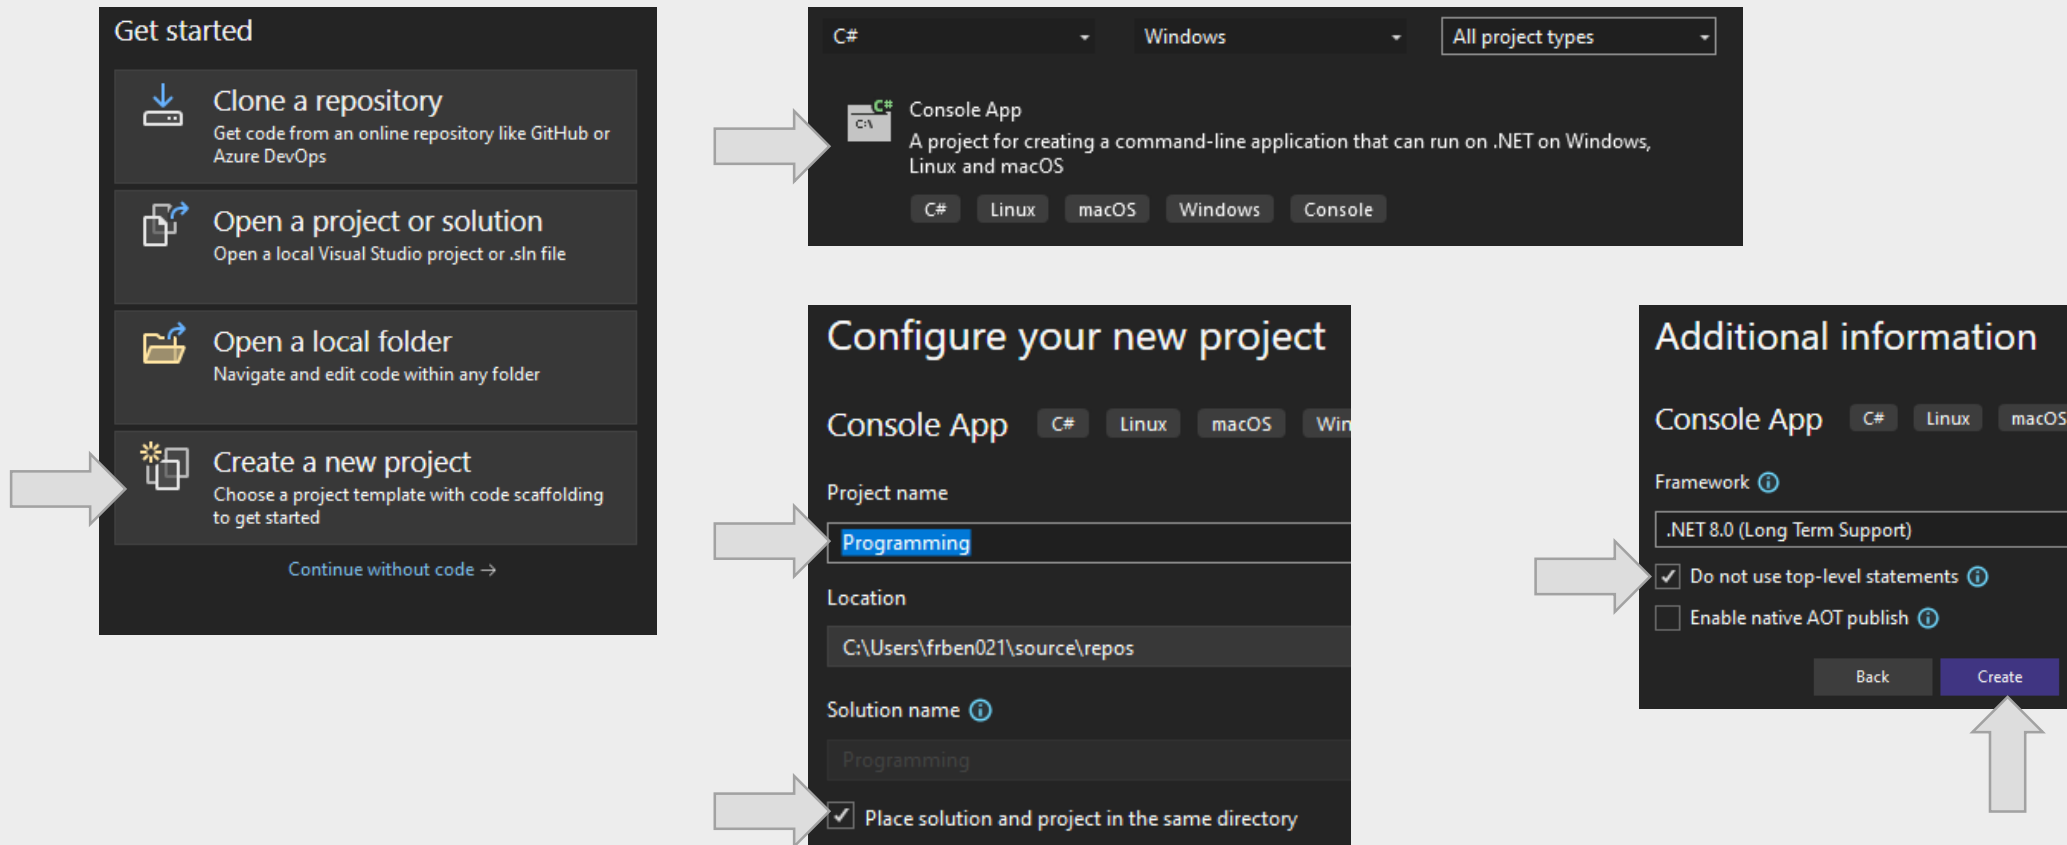 Get started
Clone a repository
Get code from an online repository like GitHub or
Azure DevOps
Open a project or solution
Open a local Visual Studio project or .sln file
Open a local folder
Navigate and edit code within any folder
Create a new project
Choose a project template with code scaffolding
to get started
Continue without code →
C# Windows All project types
C#
C:\
Console App
A project for creating a command-line application that can run on .NET on Windows,
Linux and macOS
C# Linux macOS Windows Console
Configure your new project
Console App C# Linux macOS Win
Project name
Programming
Location
C:\Users\frben021\source\repos
Solution name
Programming
Place solution and project in the same directory
Additional information
Console App C# Linux macOS
Framework
.NET 8.0 (Long Term Support)
Do not use top-level statements
Enable native AOT publish
Back Create